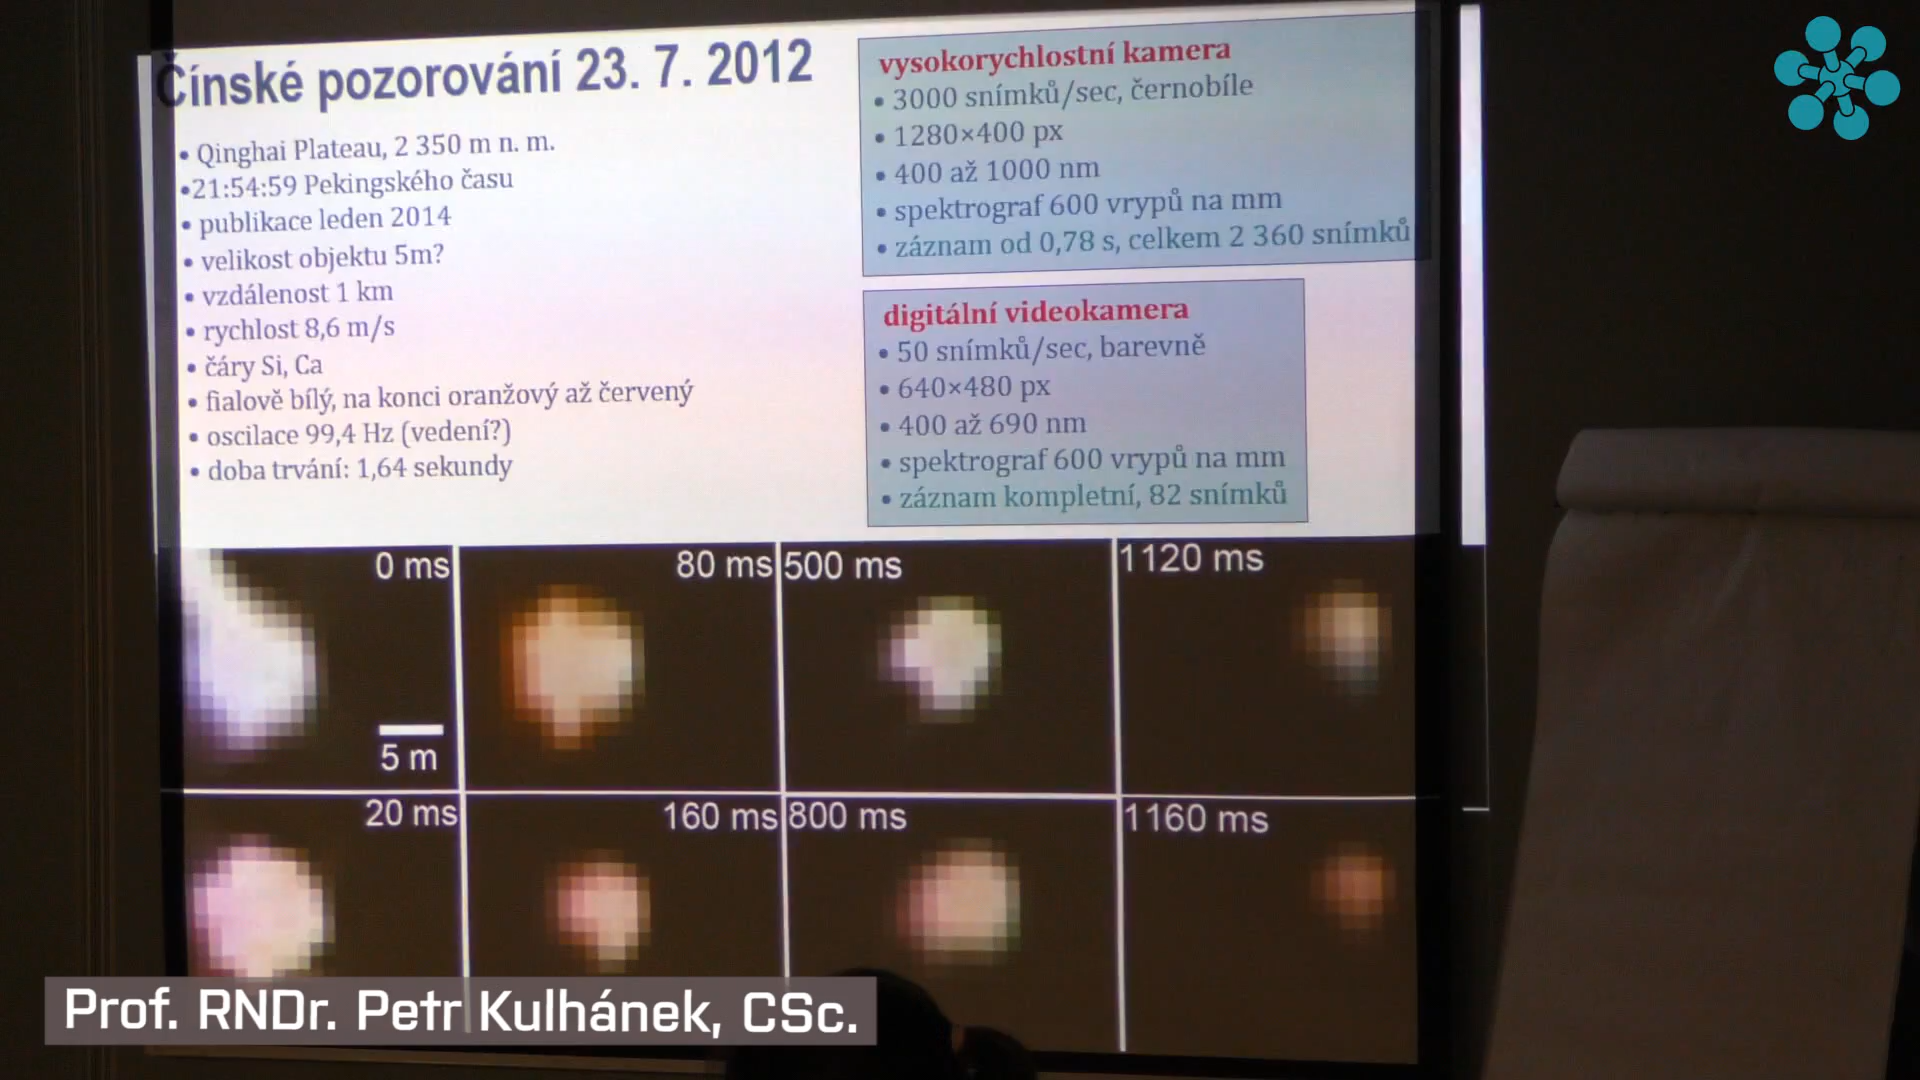 Čínské pozorování 23. 7. 2012
• Qinghai Plateau, 2 350 m n. m.
•21:54:59 Pekingského času
• publikace leden 2014
• velikost objektu 5m?
• vzdálenost 1 km
• rychlost 8,6 m/s
• čáry Si, Ca
• fialově bílý, na konci oranžový až červený
• oscilace 99,4 Hz (vedení?)
• doba trvání: 1,64 sekundy
vysokorychlostní kamera
• 3000 snímků/sec, černobíle
• 1280×400 px
• 400 až 1000 nm
• spektrograf 600 vrypů na mm
• záznam od 0,78 s, celkem 2 360 snímků
digitální videokamera
• 50 snímků/sec, barevně
• 640×480 px
• 400 až 690 nm
• spektrograf 600 vrypů na mm
• záznam kompletní, 82 snímků
0 ms
80 ms
500 ms
1120 ms
5 m
20 ms
160 ms
800 ms
1160 ms
Prof. RNDr. Petr Kulhánek, CSc.